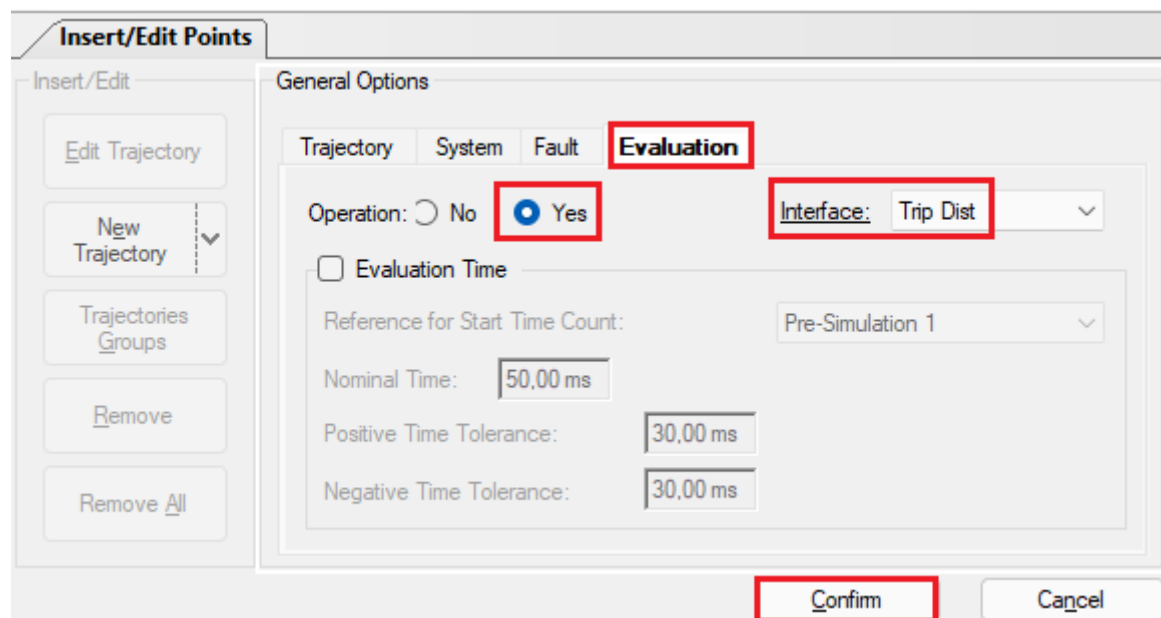 Insert/Edit Points
Insert/Edit
Edit Trajectory
New
Trajectory
Trajectories
Groups
Remove
Remove All
General Options
Trajectory System Fault Evaluation
Operation: No Yes Interface: Trip Dist
Evaluation Time
Reference for Start Time Count: Pre-Simulation 1
Nominal Time: 50,00 ms
Positive Time Tolerance: 30,00 ms
Negative Time Tolerance: 30,00 ms
Confirm Cancel